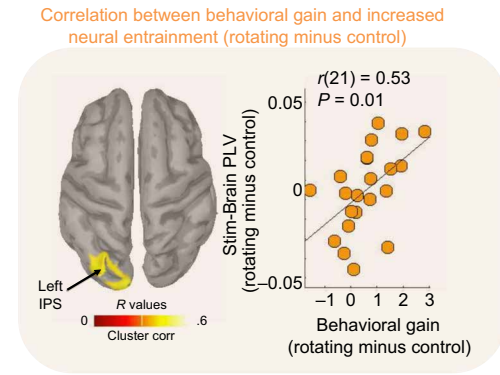 Correlation between behavioral gain and increased
neural entrainment (rotating minus control)
r(21) = 0.53
P = 0.01
Stim-Brain PLV
(rotating minus control)
0.05
0
–0.05
–1 0 1 2 3
Behavioral gain
(rotating minus control)
Left
IPS
R values
0 .6
Cluster corr